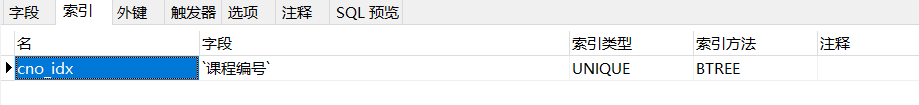 字段 索引 外键 触发器 选项 注释 SQL 预览
名 字段 索引类型 索引方法 注释
cno_idx `课程编号` UNIQUE BTREE